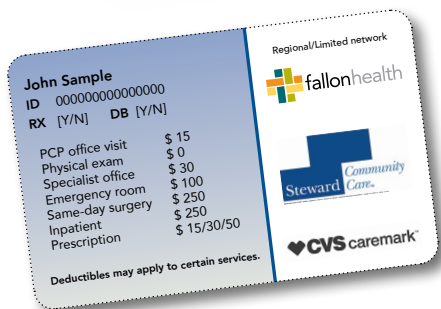 John Sample
ID 000000000000000
RX [Y/N] DB [Y/N]
PCP office visit $ 15
Physical exam $ 0
Specialist office $ 30
Emergency room $ 100
Same-day surgery $ 250
Inpatient $ 250
Prescription $ 15/30/50
Deductibles may apply to certain services.
Regional/Limited network
fallonhealth
Steward Community Care™
CVS caremark™